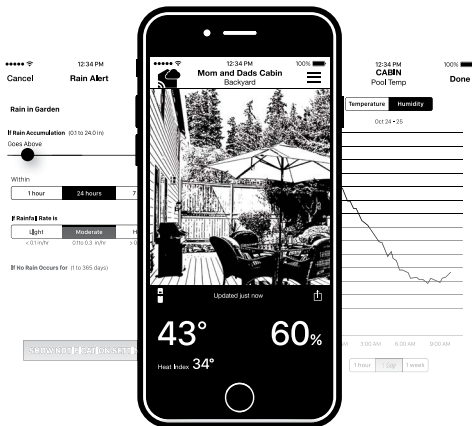 12:34 PM
Cancel
Rain Alert
Rain in Garden
If Rain Accumulation (0.1 to 24.0 in)
Goes Above
Within
1 hour
24 hours
7
If Rainfall Rate is
Light
Moderate
H
< 0.1 in/hr
0.1 to 0.3 in/hr
> 0
If No Rain Occurs for (1 to 365 days)
12:34 PM
100%
Mom and Dads Cabin
Backyard
Updated just now
43°
60%
Heat Index 34°
12:34 PM
100%
CABIN
Pool Temp
Done
Temperature
Humidity
Oct 24 - 25
AM
3:00 AM
6:00 AM
9:00 AM
1 hour
1 day
1 week